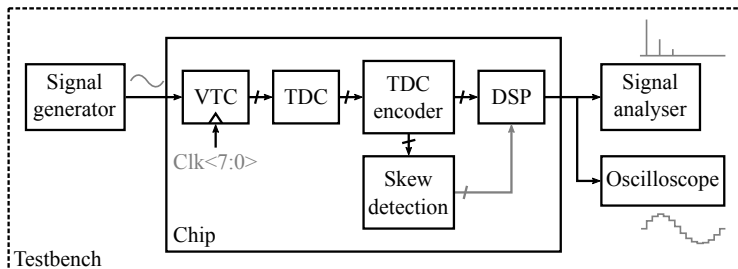 Signal
generator
VTC
Clk<7:0>
TDC
TDC
encoder
DSP
Skew
detection
Chip
Signal
analyser
Oscilloscope
Testbench